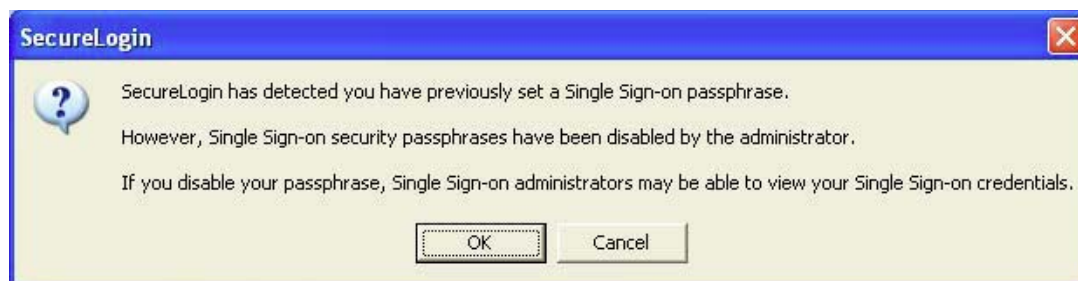 SecureLogin
SecureLogin has detected you have previously set a Single Sign-on passphrase.
However, Single Sign-on security passphrases have been disabled by the administrator.
If you disable your passphrase, Single Sign-on administrators may be able to view your Single Sign-on credentials.
OK
Cancel